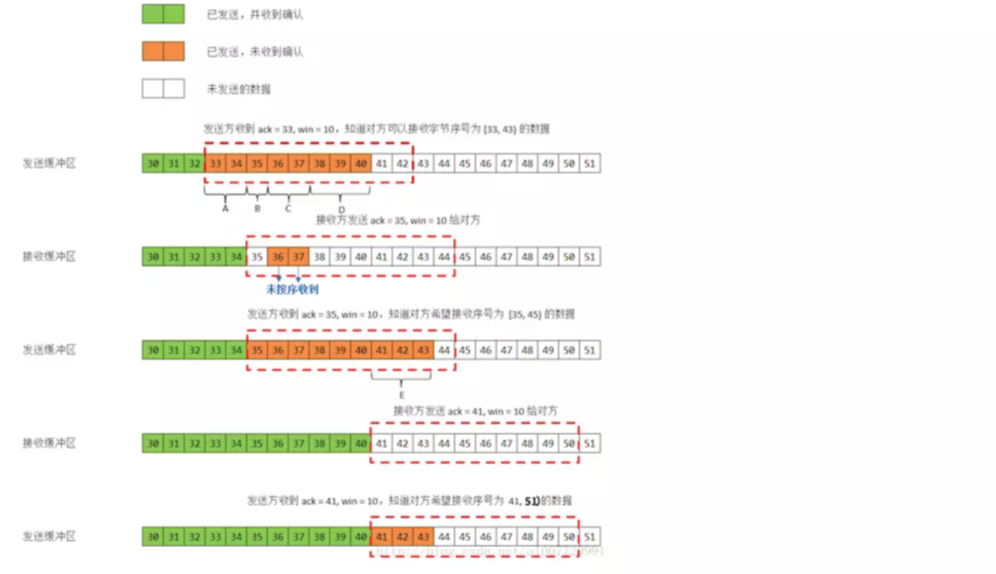 已发送，并收到确认
已发送，未收到确认
未发送的数据
发送方收到 ack = 33, win = 10，知道对方可以接收字节序号为 [33, 43) 的数据
发送缓冲区 30 31 32 33 34 35 36 37 38 39 40 41 42 43 44 45 46 47 48 49 50 51
A B C D
接收方发送 ack = 35, win = 10 给对方
接收缓冲区 30 31 32 33 34 35 36 37 38 39 40 41 42 43 44 45 46 47 48 49 50 51
未按序收到
发送方收到 ack = 35, win = 10，知道对方希望接收序号为 [35, 45) 的数据
发送缓冲区 30 31 32 33 34 35 36 37 38 39 40 41 42 43 44 45 46 47 48 49 50 51
E
接收方发送 ack = 41, win = 10 给对方
接收缓冲区 30 31 32 33 34 35 36 37 38 39 40 41 42 43 44 45 46 47 48 49 50 51
发送方收到 ack = 41, win = 10，知道对方希望接收序号为 41, 51)的数据
发送缓冲区 30 31 32 33 34 35 36 37 38 39 40 41 42 43 44 45 46 47 48 49 50 51